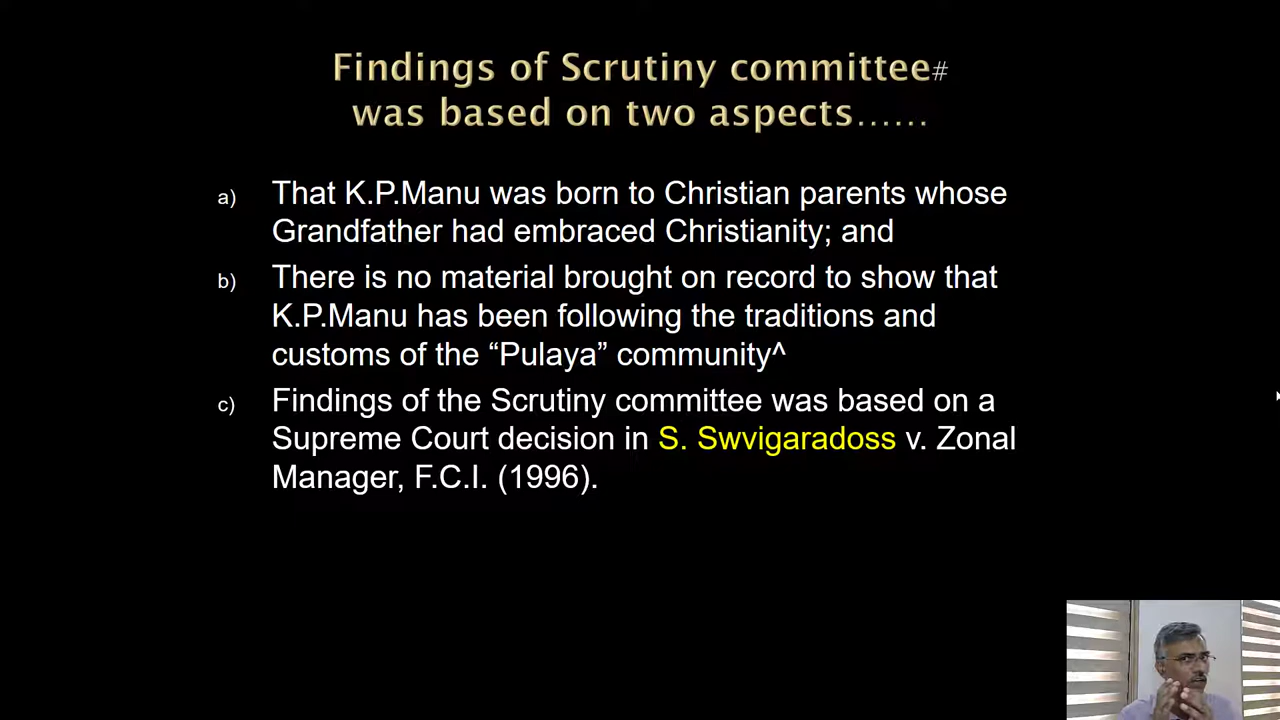 Findings of Scrutiny committee#
was based on two aspects......
a) That K.P.Manu was born to Christian parents whose
Grandfather had embraced Christianity; and
b) There is no material brought on record to show that
K.P.Manu has been following the traditions and
customs of the “Pulaya” community^
c) Findings of the Scrutiny committee was based on a
Supreme Court decision in S. Swvigaradoss v. Zonal
Manager, F.C.I. (1996).